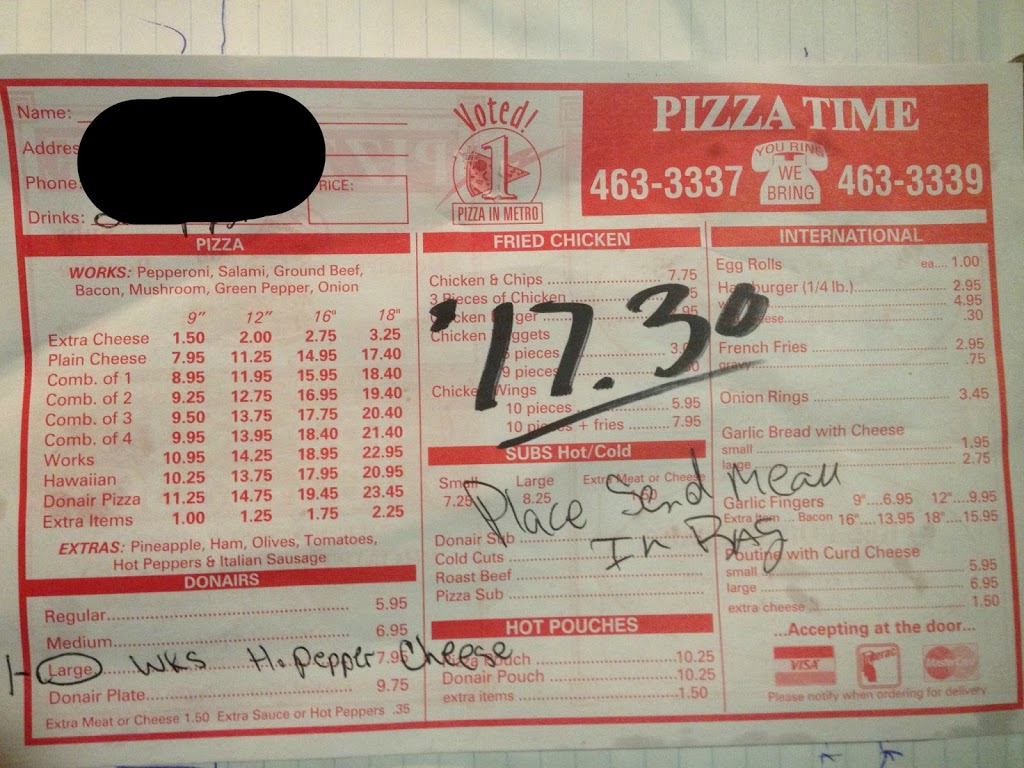 Name:
Voted!
1
PIZZA IN METRO
PIZZA TIME
Addres
Phone:
RICE:
Drinks:
463-3337
YOU RING
WE
BRING
463-3339
PIZZA
WORKS: Pepperoni, Salami, Ground Beef,
Bacon, Mushroom, Green Pepper, Onion
9" 12" 16" 18"
Extra Cheese 1.50 2.00 2.75 3.25
Plain Cheese 7.95 11.25 14.95 17.40
Comb. of 1 8.95 11.95 15.95 18.40
Comb. of 2 9.25 12.75 16.95 19.40
Comb. of 3 9.50 13.75 17.75 20.40
Comb. of 4 9.95 13.95 18.40 21.40
Works 10.95 14.25 18.95 22.95
Hawaiian 10.25 13.75 17.95 20.95
Donair Pizza 11.25 14.75 19.45 23.45
Extra Items 1.00 1.25 1.75 2.25
EXTRAS: Pineapple, Ham, Olives, Tomatoes,
Hot Peppers & Italian Sausage
DONAIRS
Regular 5.95
Medium 6.95
1- Large 7.95
WKS H. Pepper Cheese
Donair Plate 9.75
Extra Meat or Cheese 1.50 Extra Sauce or Hot Peppers .35
FRIED CHICKEN
Chicken & Chips 7.75
3 Pieces of Chicken
Chicken Burger
Chicken Nuggets
pieces
9 pieces
17.30
Chicken Wings
10 pieces 5.95
10 pieces + fries 7.95
SUBS Hot/Cold
Small Large Extra Meat or Cheese
7.25 8.25
Place Send Meau
In Bag
Donair Sub
Cold Cuts
Roast Beef
Pizza Sub
HOT POUCHES
Pizza Pouch 10.25
Donair Pouch 10.25
extra items 1.50
INTERNATIONAL
Egg Rolls ea.... 1.00
Hamburger (1/4 lb.) 2.95
4.95
.30
French Fries 2.95
gravy .75
Onion Rings 3.45
Garlic Bread with Cheese
small 1.95
large 2.75
Garlic Fingers 9"....6.95 12"....9.95
Extra Item ... Bacon 16"....13.95 18"....15.95
Poutine with Curd Cheese
small 5.95
large 6.95
extra cheese 1.50
...Accepting at the door...
VISA
Interac
MasterCard
Please notify when ordering for delivery